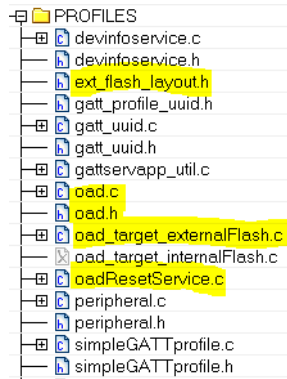 PROFILES
devinfoservice.c
devinfoservice.h
ext_flash_layout.h
gatt_profile_uuid.h
gatt_uuid.c
gatt_uuid.h
gattservapp_util.c
oad.c
oad.h
oad_target_externalFlash.c
oad_target_internalFlash.c
oadResetService.c
peripheral.c
peripheral.h
simpleGATTprofile.c
simpleGATTprofile.h